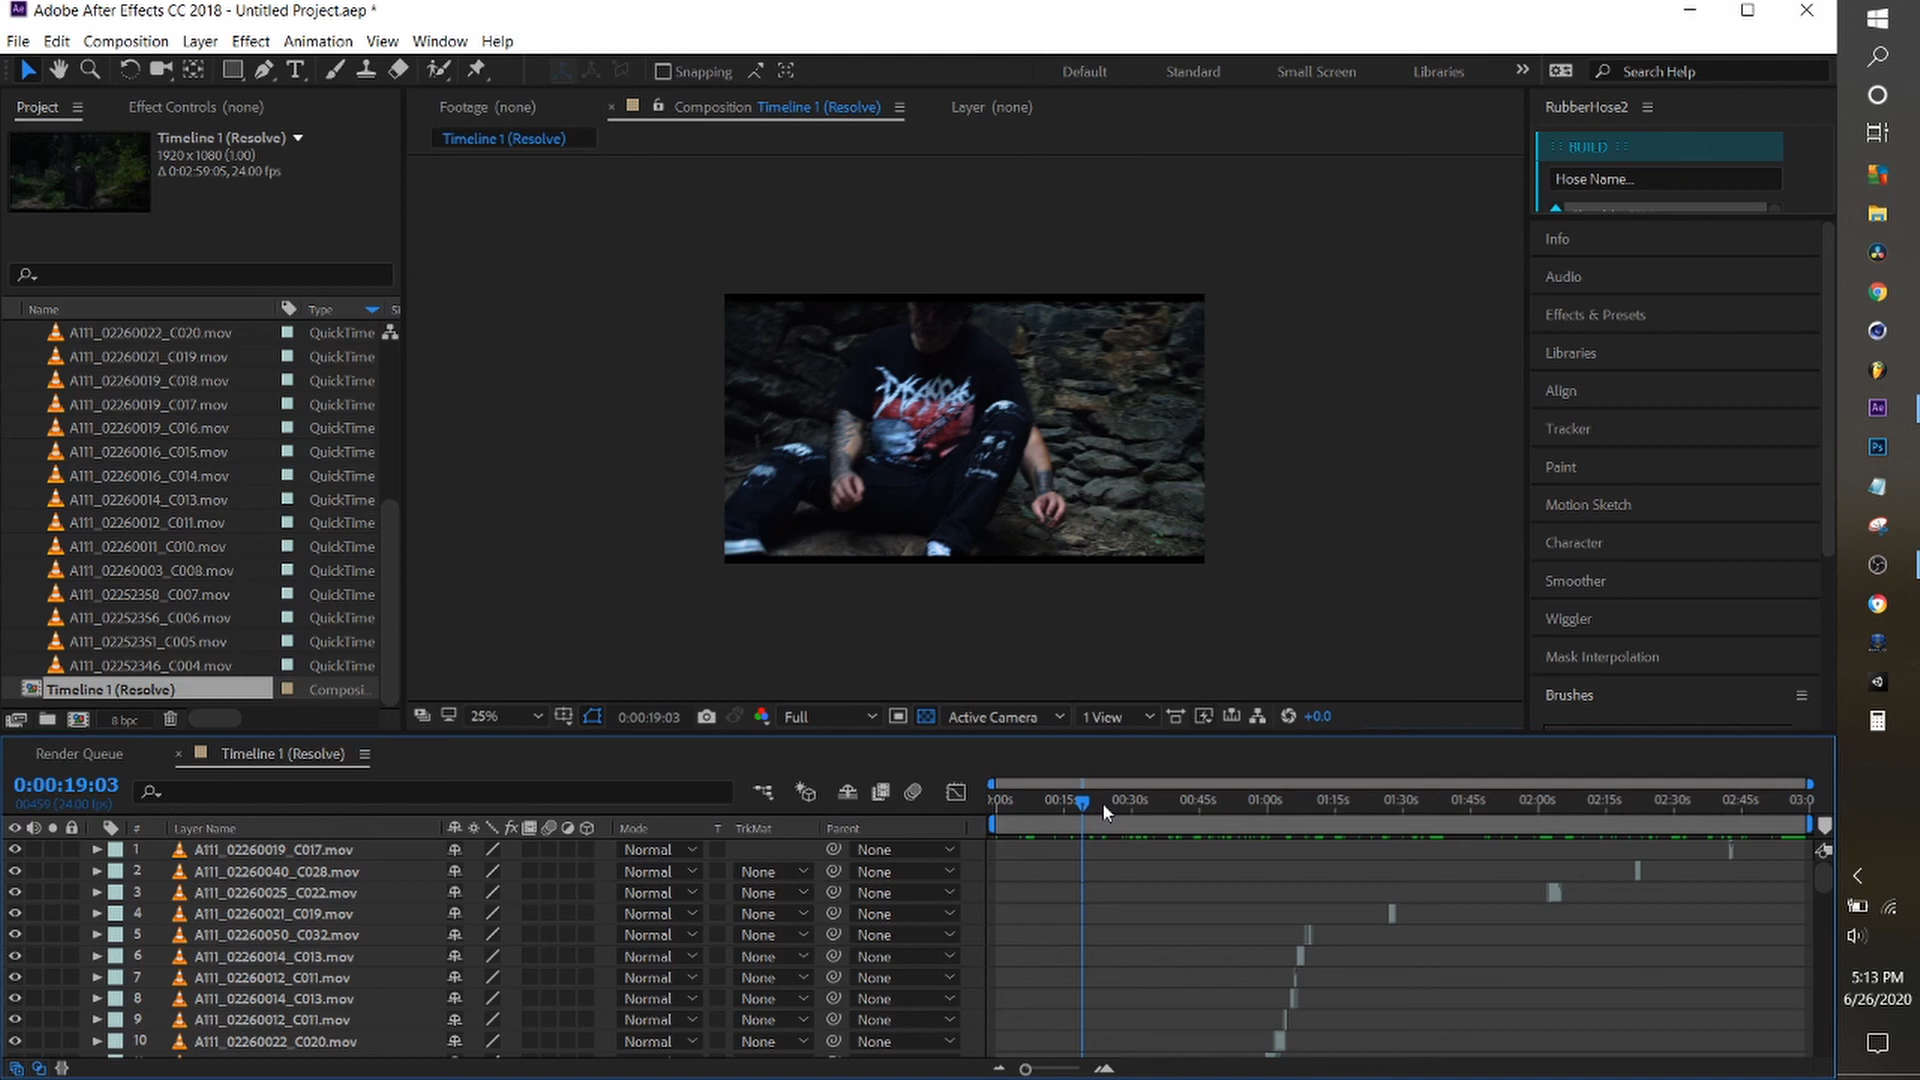 Adobe After Effects CC 2018 - Untitled Project.aep *
File Edit Composition Layer Effect Animation View Window Help
Snapping Default Standard Small Screen Libraries Search Help
Project Effect Controls (none) Footage (none) Composition Timeline 1 (Resolve) Layer (none) RubberHose2
Timeline 1 (Resolve)
1920 x 1080 (1.00)
Δ 0:02:59:05, 24.00 fps
Timeline 1 (Resolve)
:: BUILD ::
Hose Name...
Info
Audio
Effects & Presets
Libraries
Align
Tracker
Paint
Motion Sketch
Character
Smoother
Wiggler
Mask Interpolation
Brushes
Name Type
A111_02260022_C020.mov QuickTime
A111_02260021_C019.mov QuickTime
A111_02260019_C018.mov QuickTime
A111_02260019_C017.mov QuickTime
A111_02260019_C016.mov QuickTime
A111_02260016_C015.mov QuickTime
A111_02260016_C014.mov QuickTime
A111_02260014_C013.mov QuickTime
A111_02260012_C011.mov QuickTime
A111_02260011_C010.mov QuickTime
A111_02260003_C008.mov QuickTime
A111_02252358_C007.mov QuickTime
A111_02252356_C006.mov QuickTime
A111_02252351_C005.mov QuickTime
A111_02252346_C004.mov QuickTime
Timeline 1 (Resolve) Composi...
8 bpc
25% 0:00:19:03 Full Active Camera 1 View +0.0
Render Queue Timeline 1 (Resolve)
0:00:19:03
00459 (24.00 fps)
:00s 00:15s 00:30s 00:45s 01:00s 01:15s 01:30s 01:45s 02:00s 02:15s 02:30s 02:45s 03:0
# Layer Name Mode T TrkMat Parent
1 A111_02260019_C017.mov Normal None
2 A111_02260040_C028.mov Normal None None
3 A111_02260025_C022.mov Normal None None
4 A111_02260021_C019.mov Normal None None
5 A111_02260050_C032.mov Normal None None
6 A111_02260014_C013.mov Normal None None
7 A111_02260012_C011.mov Normal None None
8 A111_02260014_C013.mov Normal None None
9 A111_02260012_C011.mov Normal None None
10 A111_02260022_C020.mov Normal None None
5:13 PM
6/26/2020